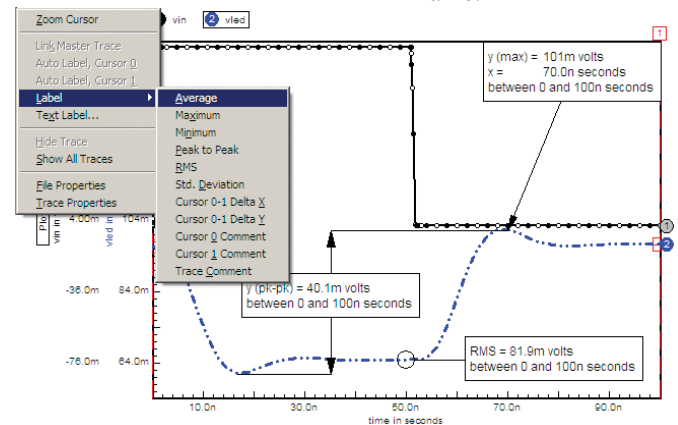 Zoom Cursor
Link Master Trace
Auto Label, Cursor 0
Auto Label, Cursor 1
Label
Text Label...
Hide Trace
Show All Traces
File Properties
Trace Properties
Average
Maximum
Minimum
Peak to Peak
RMS
Std. Deviation
Cursor 0-1 Delta X
Cursor 0-1 Delta Y
Cursor 0 Comment
Cursor 1 Comment
Trace Comment
vin
2 vled
1
y (max) = 101m volts
x = 70.0n seconds
between 0 and 100n seconds
1
2
vin in
vled in
4.00m 104m
-36.0m 84.0m
-76.0m 64.0m
y (pk-pk) = 40.1m volts
between 0 and 100n seconds
RMS = 81.9m volts
between 0 and 100n seconds
10.0n 30.0n 50.0n 70.0n 90.0n
time in seconds